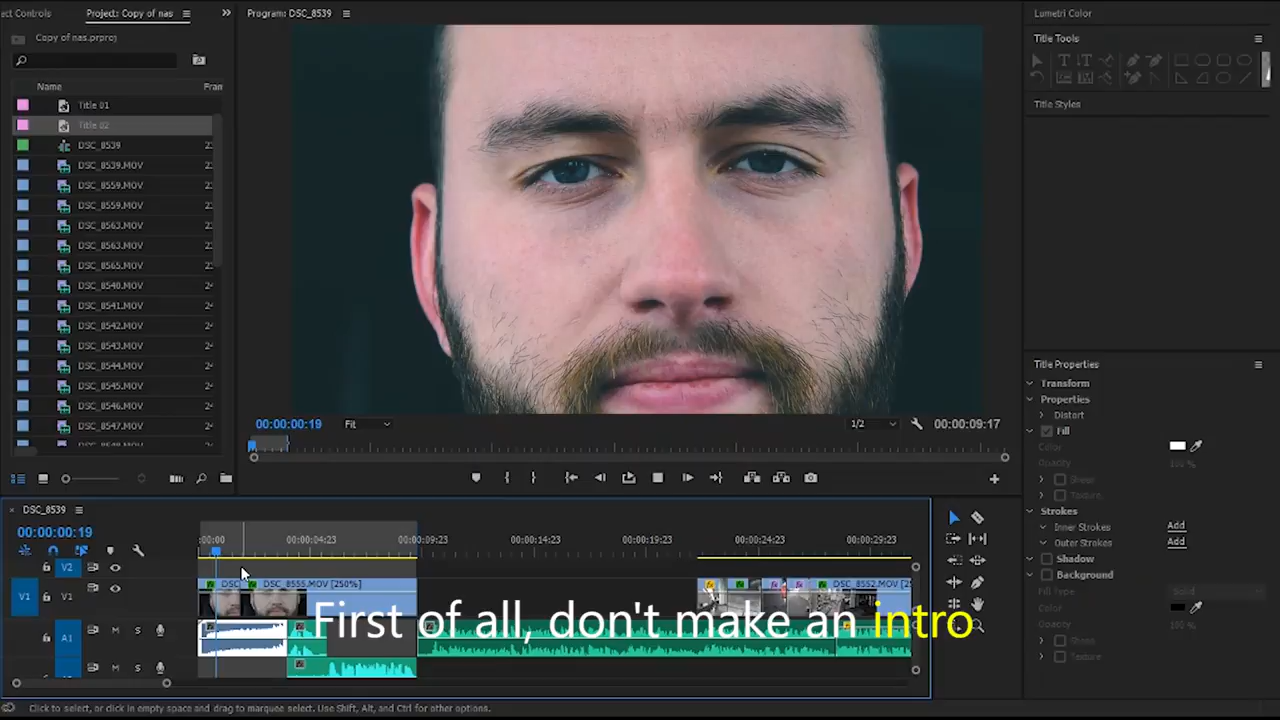 ct Controls
Project: Copy of nas
Program: DSC_8539
Lumetri Color
Copy of nas.prproj
Title Tools
Name
Fran
Title 01
Title 02
DSC_8539
DSC_8539.MOV
DSC_8559.MOV
DSC_8559.MOV
DSC_8563.MOV
DSC_8563.MOV
DSC_8565.MOV
DSC_8540.MOV
DSC_8541.MOV
DSC_8542.MOV
DSC_8543.MOV
DSC_8544.MOV
DSC_8545.MOV
DSC_8546.MOV
DSC_8547.MOV
Title Styles
00:00:00:19
Fit
1/2
00:00:09:17
Title Properties
Transform
Properties
Distort
Fill
Color
Opacity
100 %
Sheen
Texture
Strokes
Inner Strokes
Add
Outer Strokes
Add
Shadow
Background
Fill Type
Solid
Color
Opacity
100 %
Sheen
Texture
DSC_8539
00:00:00:19
:00:00
00:00:04:23
00:00:09:23
00:00:14:23
00:00:19:23
00:00:24:23
00:00:29:23
V2
V1
V1
DSC
DSC_8555.MOV [250%]
DSC_8552.MOV [25
A1
M
S
M
S
First of all, don't make an intro
Click to select, or click in empty space and drag to marquee select. Use Shift, Alt, and Ctrl for other options.